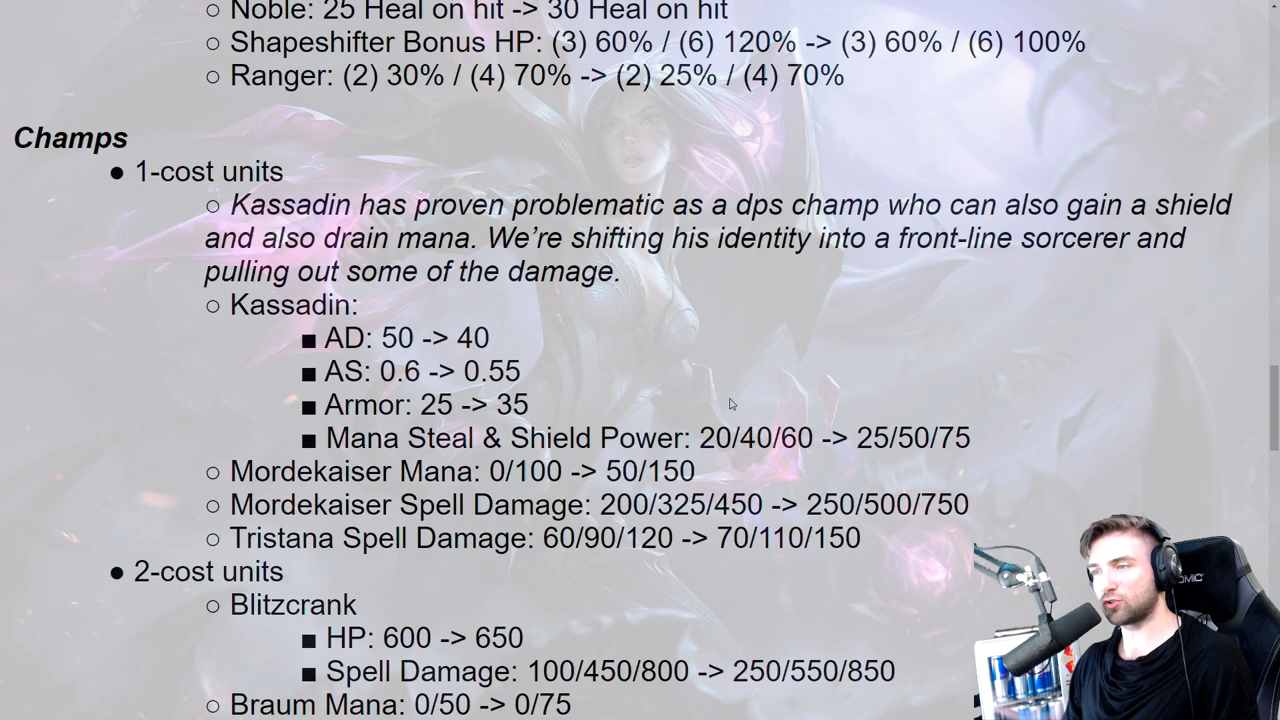 ○ Noble: 25 Heal on hit -> 30 Heal on hit
○ Shapeshifter Bonus HP: (3) 60% / (6) 120% -> (3) 60% / (6) 100%
○ Ranger: (2) 30% / (4) 70% -> (2) 25% / (4) 70%
Champs
● 1-cost units
○ Kassadin has proven problematic as a dps champ who can also gain a shield
and also drain mana. We’re shifting his identity into a front-line sorcerer and
pulling out some of the damage.
○ Kassadin:
■ AD: 50 -> 40
■ AS: 0.6 -> 0.55
■ Armor: 25 -> 35
■ Mana Steal & Shield Power: 20/40/60 -> 25/50/75
○ Mordekaiser Mana: 0/100 -> 50/150
○ Mordekaiser Spell Damage: 200/325/450 -> 250/500/750
○ Tristana Spell Damage: 60/90/120 -> 70/110/150
● 2-cost units
○ Blitzcrank
■ HP: 600 -> 650
■ Spell Damage: 100/450/800 -> 250/550/850
○ Braum Mana: 0/50 -> 0/75